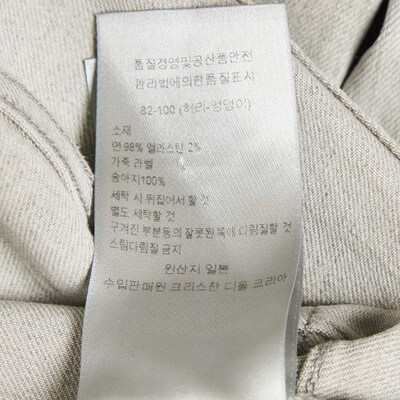 품질경영및공산품안전
관리법에의한품질표시
82-100 (허리-엉덩이)
소재
면 98% 엘라스틴 2%
가죽 라벨
송아지100%
세탁 시 뒤집어서 할 것
별도 세탁할 것
구겨진 부분등의 잘못된 쪽에 다림질할 것
스팀다림질 금지
원산지 일본
수입판매원 크리스챤 디올 코리아